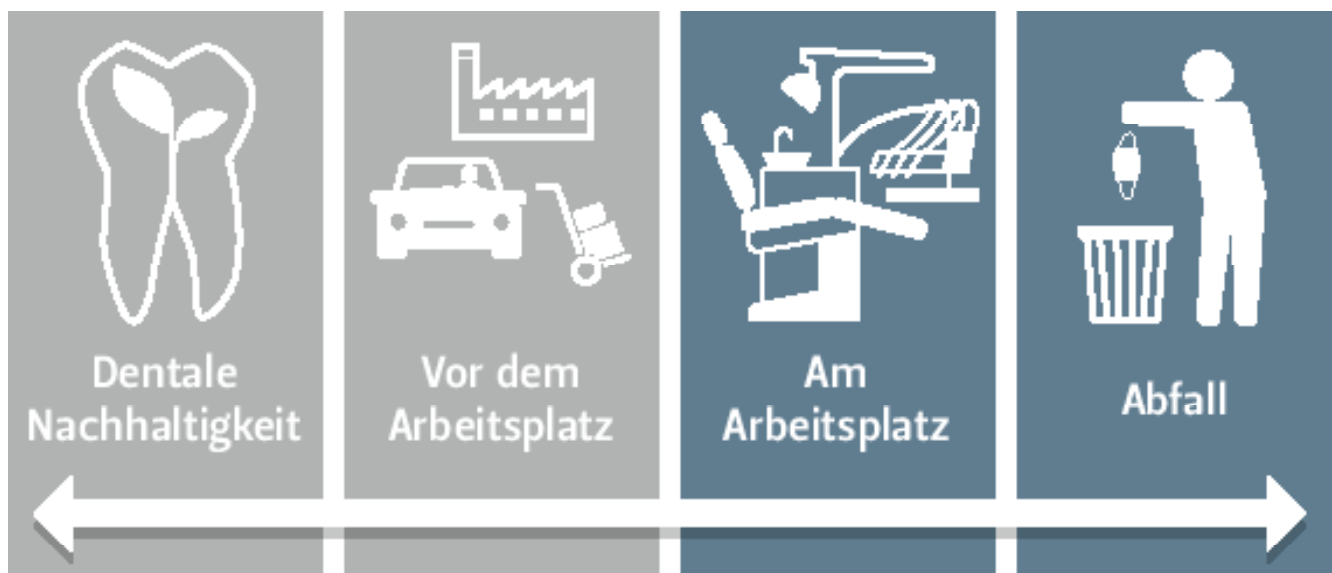 Dentale
Nachhaltigkeit
Vor dem
Arbeitsplatz
Am
Arbeitsplatz
Abfall